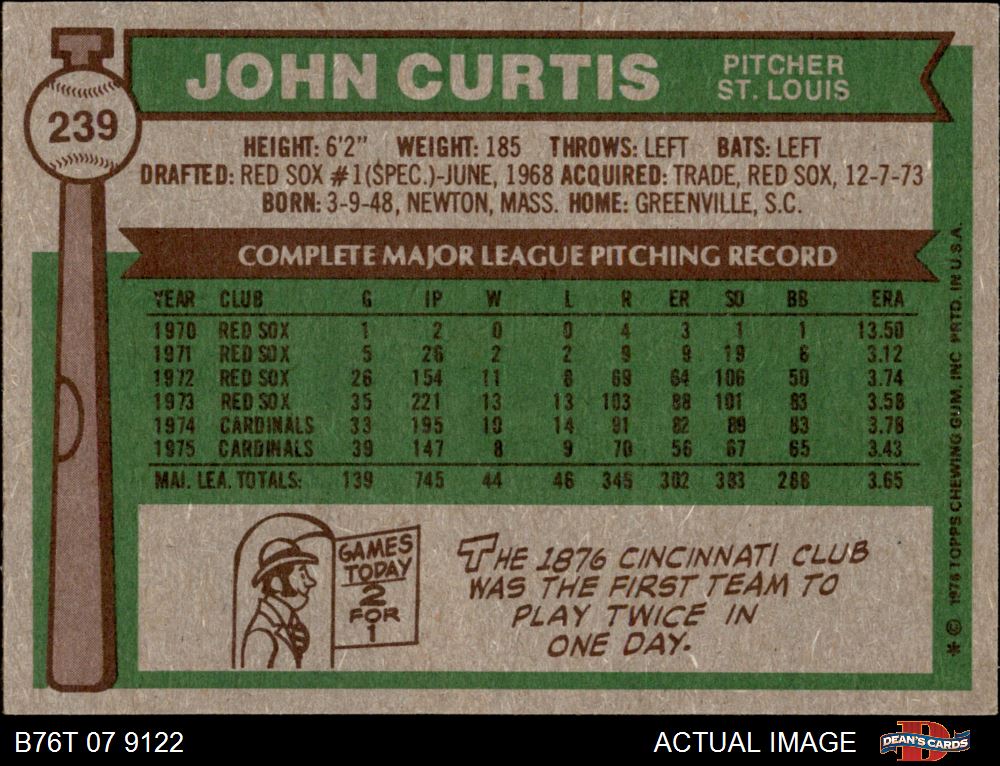 JOHN CURTIS
PITCHER
ST. LOUIS
239
HEIGHT: 6'2" WEIGHT: 185 THROWS: LEFT BATS: LEFT
DRAFTED: RED SOX #1(SPEC.)-JUNE, 1968 ACQUIRED: TRADE, RED SOX, 12-7-73
BORN: 3-9-48, NEWTON, MASS. HOME: GREENVILLE, S.C.
COMPLETE MAJOR LEAGUE PITCHING RECORD
YEAR CLUB G IP W L R ER SO BB ERA
1970 RED SOX 1 2 0 0 4 3 1 1 13.50
1971 RED SOX 5 26 2 2 9 9 19 6 3.12
1972 RED SOX 26 154 11 8 69 64 106 50 3.74
1973 RED SOX 35 221 13 13 103 88 101 83 3.58
1974 CARDINALS 33 195 10 14 91 82 89 83 3.78
1975 CARDINALS 39 147 8 9 70 56 67 65 3.43
MAJ. LEA. TOTALS: 139 745 44 46 346 302 383 288 3.65
GAMES
TODAY
2
FOR
1
THE 1876 CINCINNATI CLUB
WAS THE FIRST TEAM TO
PLAY TWICE IN
ONE DAY.
* © 1976 TOPPS CHEWING GUM, INC. PRTD. IN U.S.A.
B76T 07 9122
ACTUAL IMAGE
DEAN'S CARDS